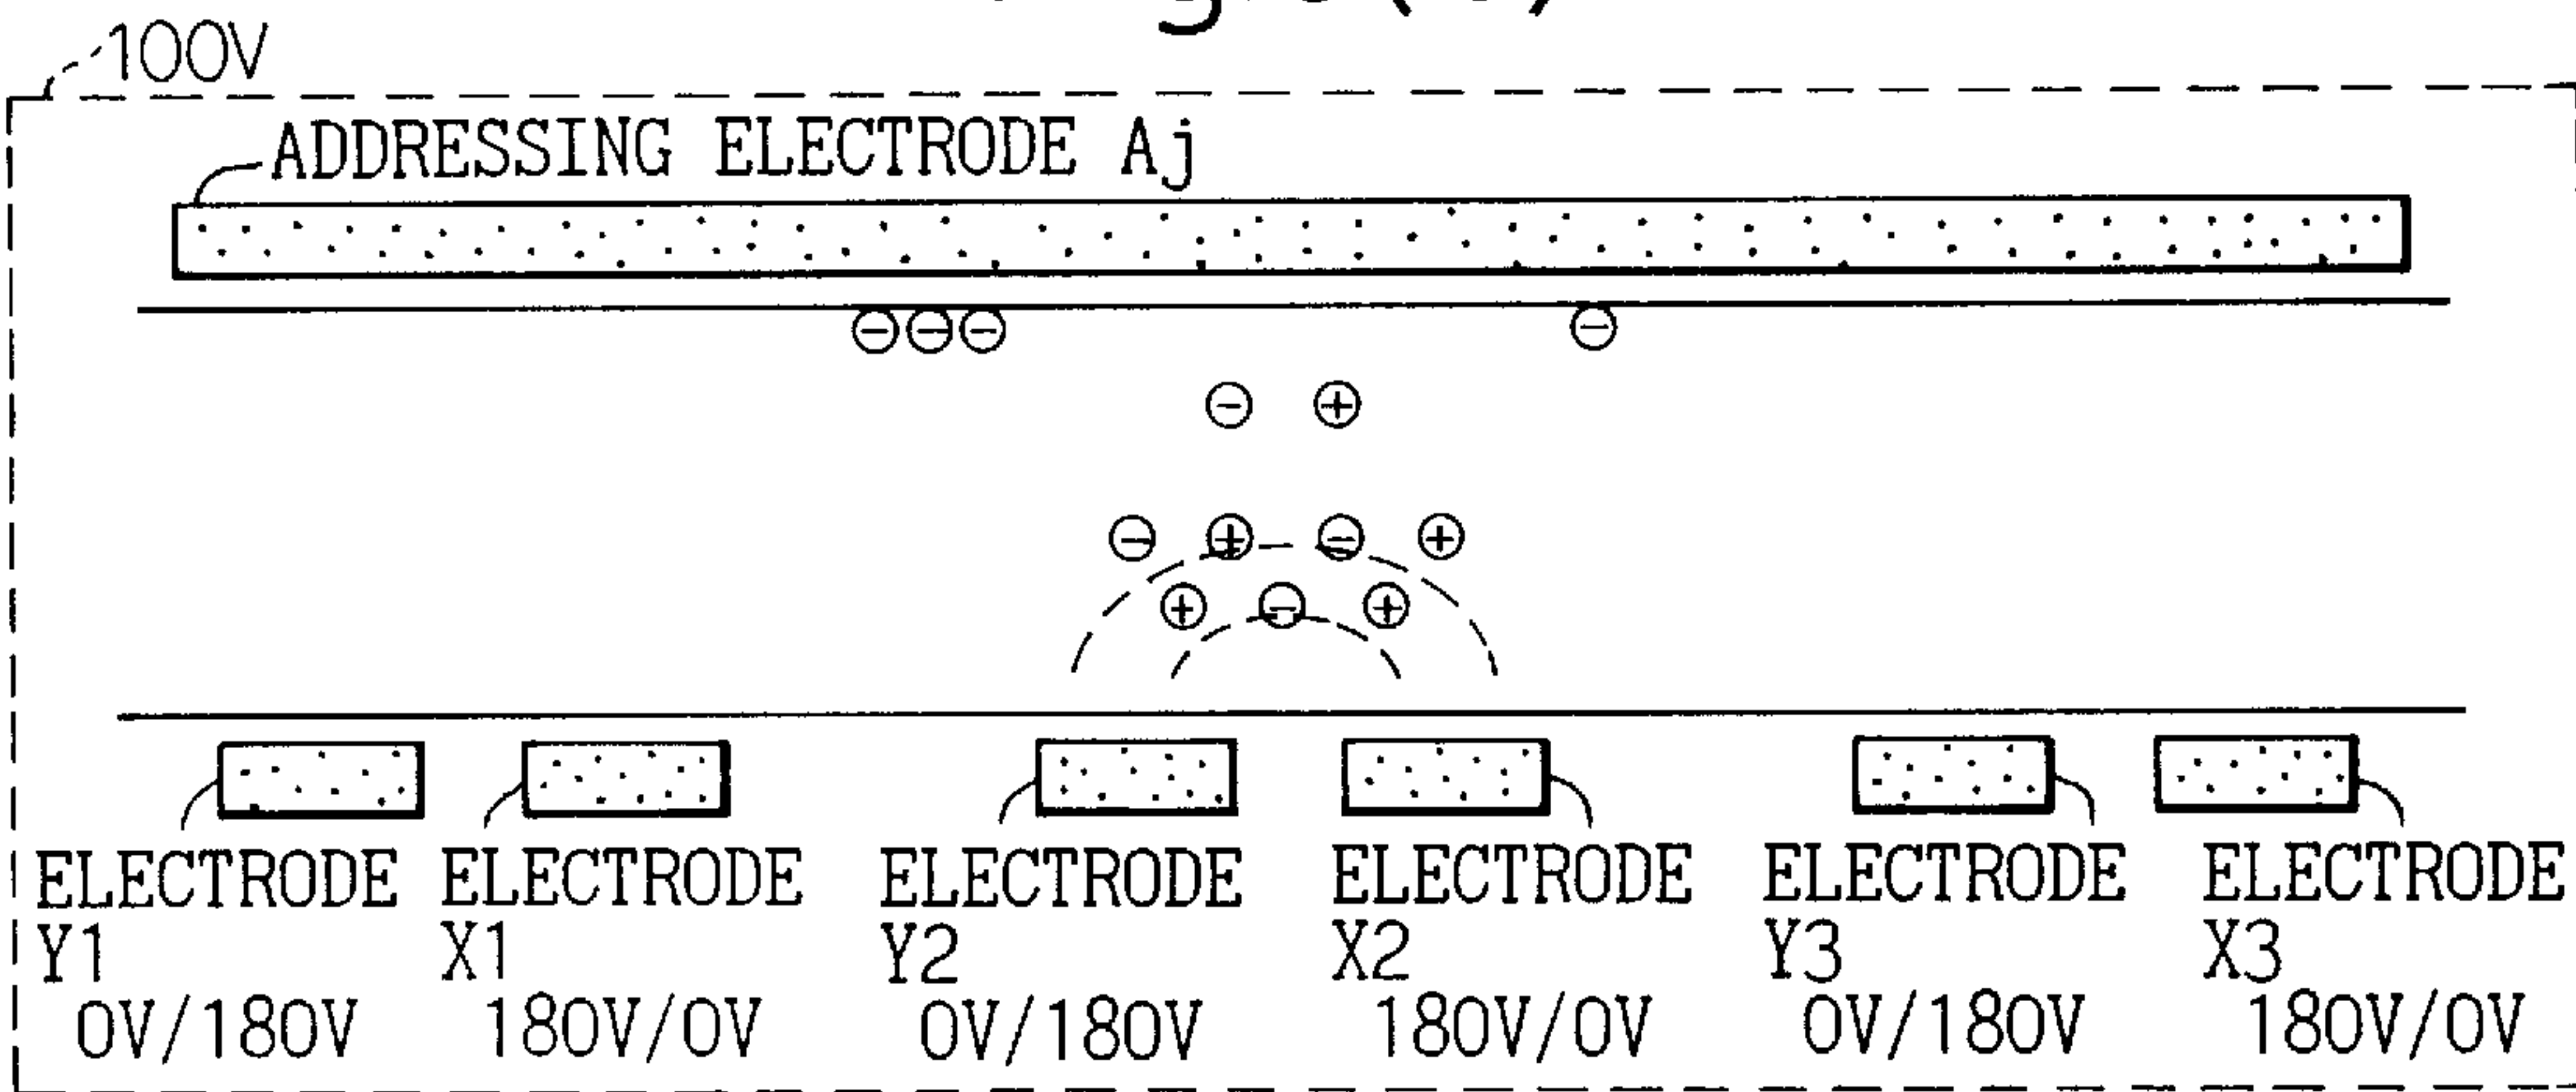 100V
ADDRESSING ELECTRODE Aj
ELECTRODE Y1
0V/180V
ELECTRODE X1
180V/0V
ELECTRODE Y2
0V/180V
ELECTRODE X2
180V/0V
ELECTRODE Y3
0V/180V
ELECTRODE X3
180V/0V